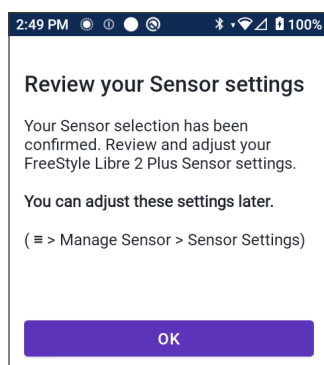 2:49 PM 100%
Review your Sensor settings
Your Sensor selection has been
confirmed. Review and adjust your
FreeStyle Libre 2 Plus Sensor settings.
You can adjust these settings later.
( ≡ > Manage Sensor > Sensor Settings)
OK